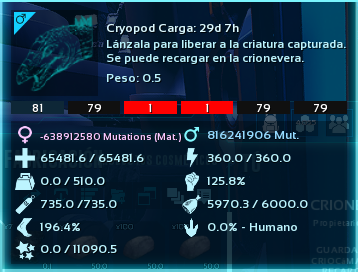 Cryopod Carga: 29d 7h
Lánzala para liberar a la criatura capturada.
Se puede recargar en la crionevera.
Peso: 0.5
81 79 1 1 79 79
-638912580 Mutations (Mat.) 816241906 Mut.
65481.6 / 65481.6 360.0 / 360.0
0.0 / 510.0 125.8%
735.0 /735.0 5970.3 / 6000.0
196.4% 0.0% - Humano
0.0 / 11090.5
CRIONE